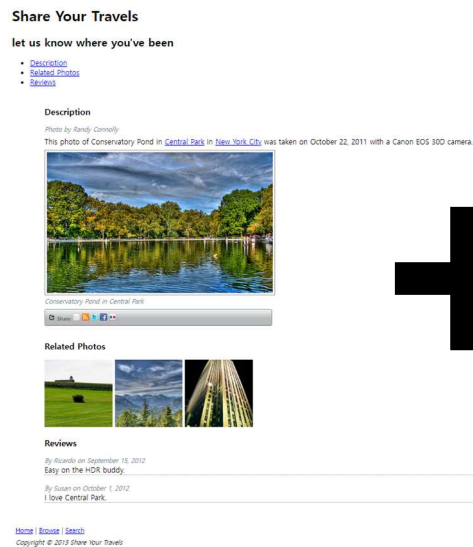 Share Your Travels
let us know where you've been
Description
Related Photos
Reviews
Description
Photo by Randy Connolly
This photo of Conservatory Pond in Central Park in New York City was taken on October 22, 2011 with a Canon EOS 30D camera.
Conservatory Pond in Central Park
Share
Related Photos
Reviews
By Ricardo on September 15, 2012
Easy on the HDR buddy.
By Susan on October 1, 2012
I love Central Park.
Home | Browse | Search
Copyright © 2013 Share Your Travels